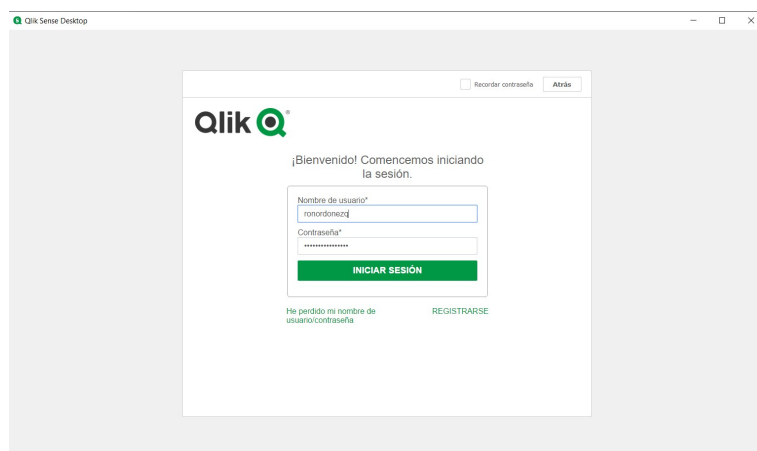 Qlik Sense Desktop
Recordar contraseña Atrás
Qlik
¡Bienvenido! Comencemos iniciando
la sesión.
Nombre de usuario*
ronordonezq
Contraseña*
••••••••••••••••
INICIAR SESIÓN
He perdido mi nombre de REGISTRARSE
usuario/contraseña